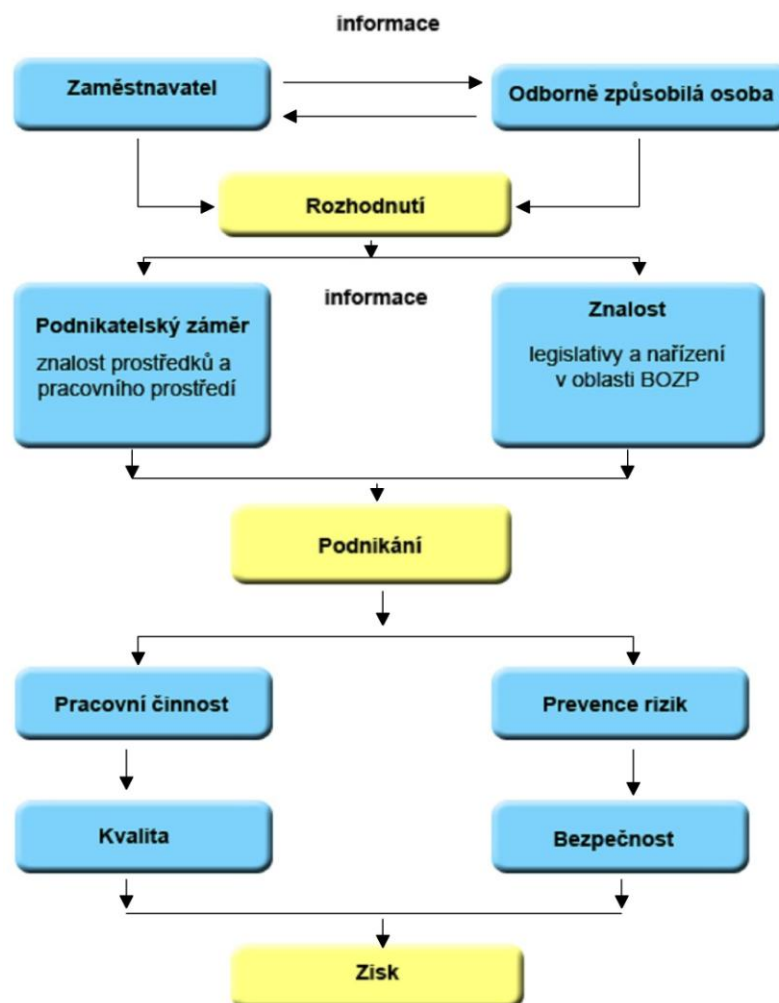 informace
Zaměstnavatel
Odborně způsobilá osoba
Rozhodnutí
Podnikatelský záměr
znalost prostředků a
pracovního prostředí
informace
Znalost
legislativy a nařízení
v oblasti BOZP
Podnikání
Pracovní činnost
Prevence rizik
Kvalita
Bezpečnost
Zisk